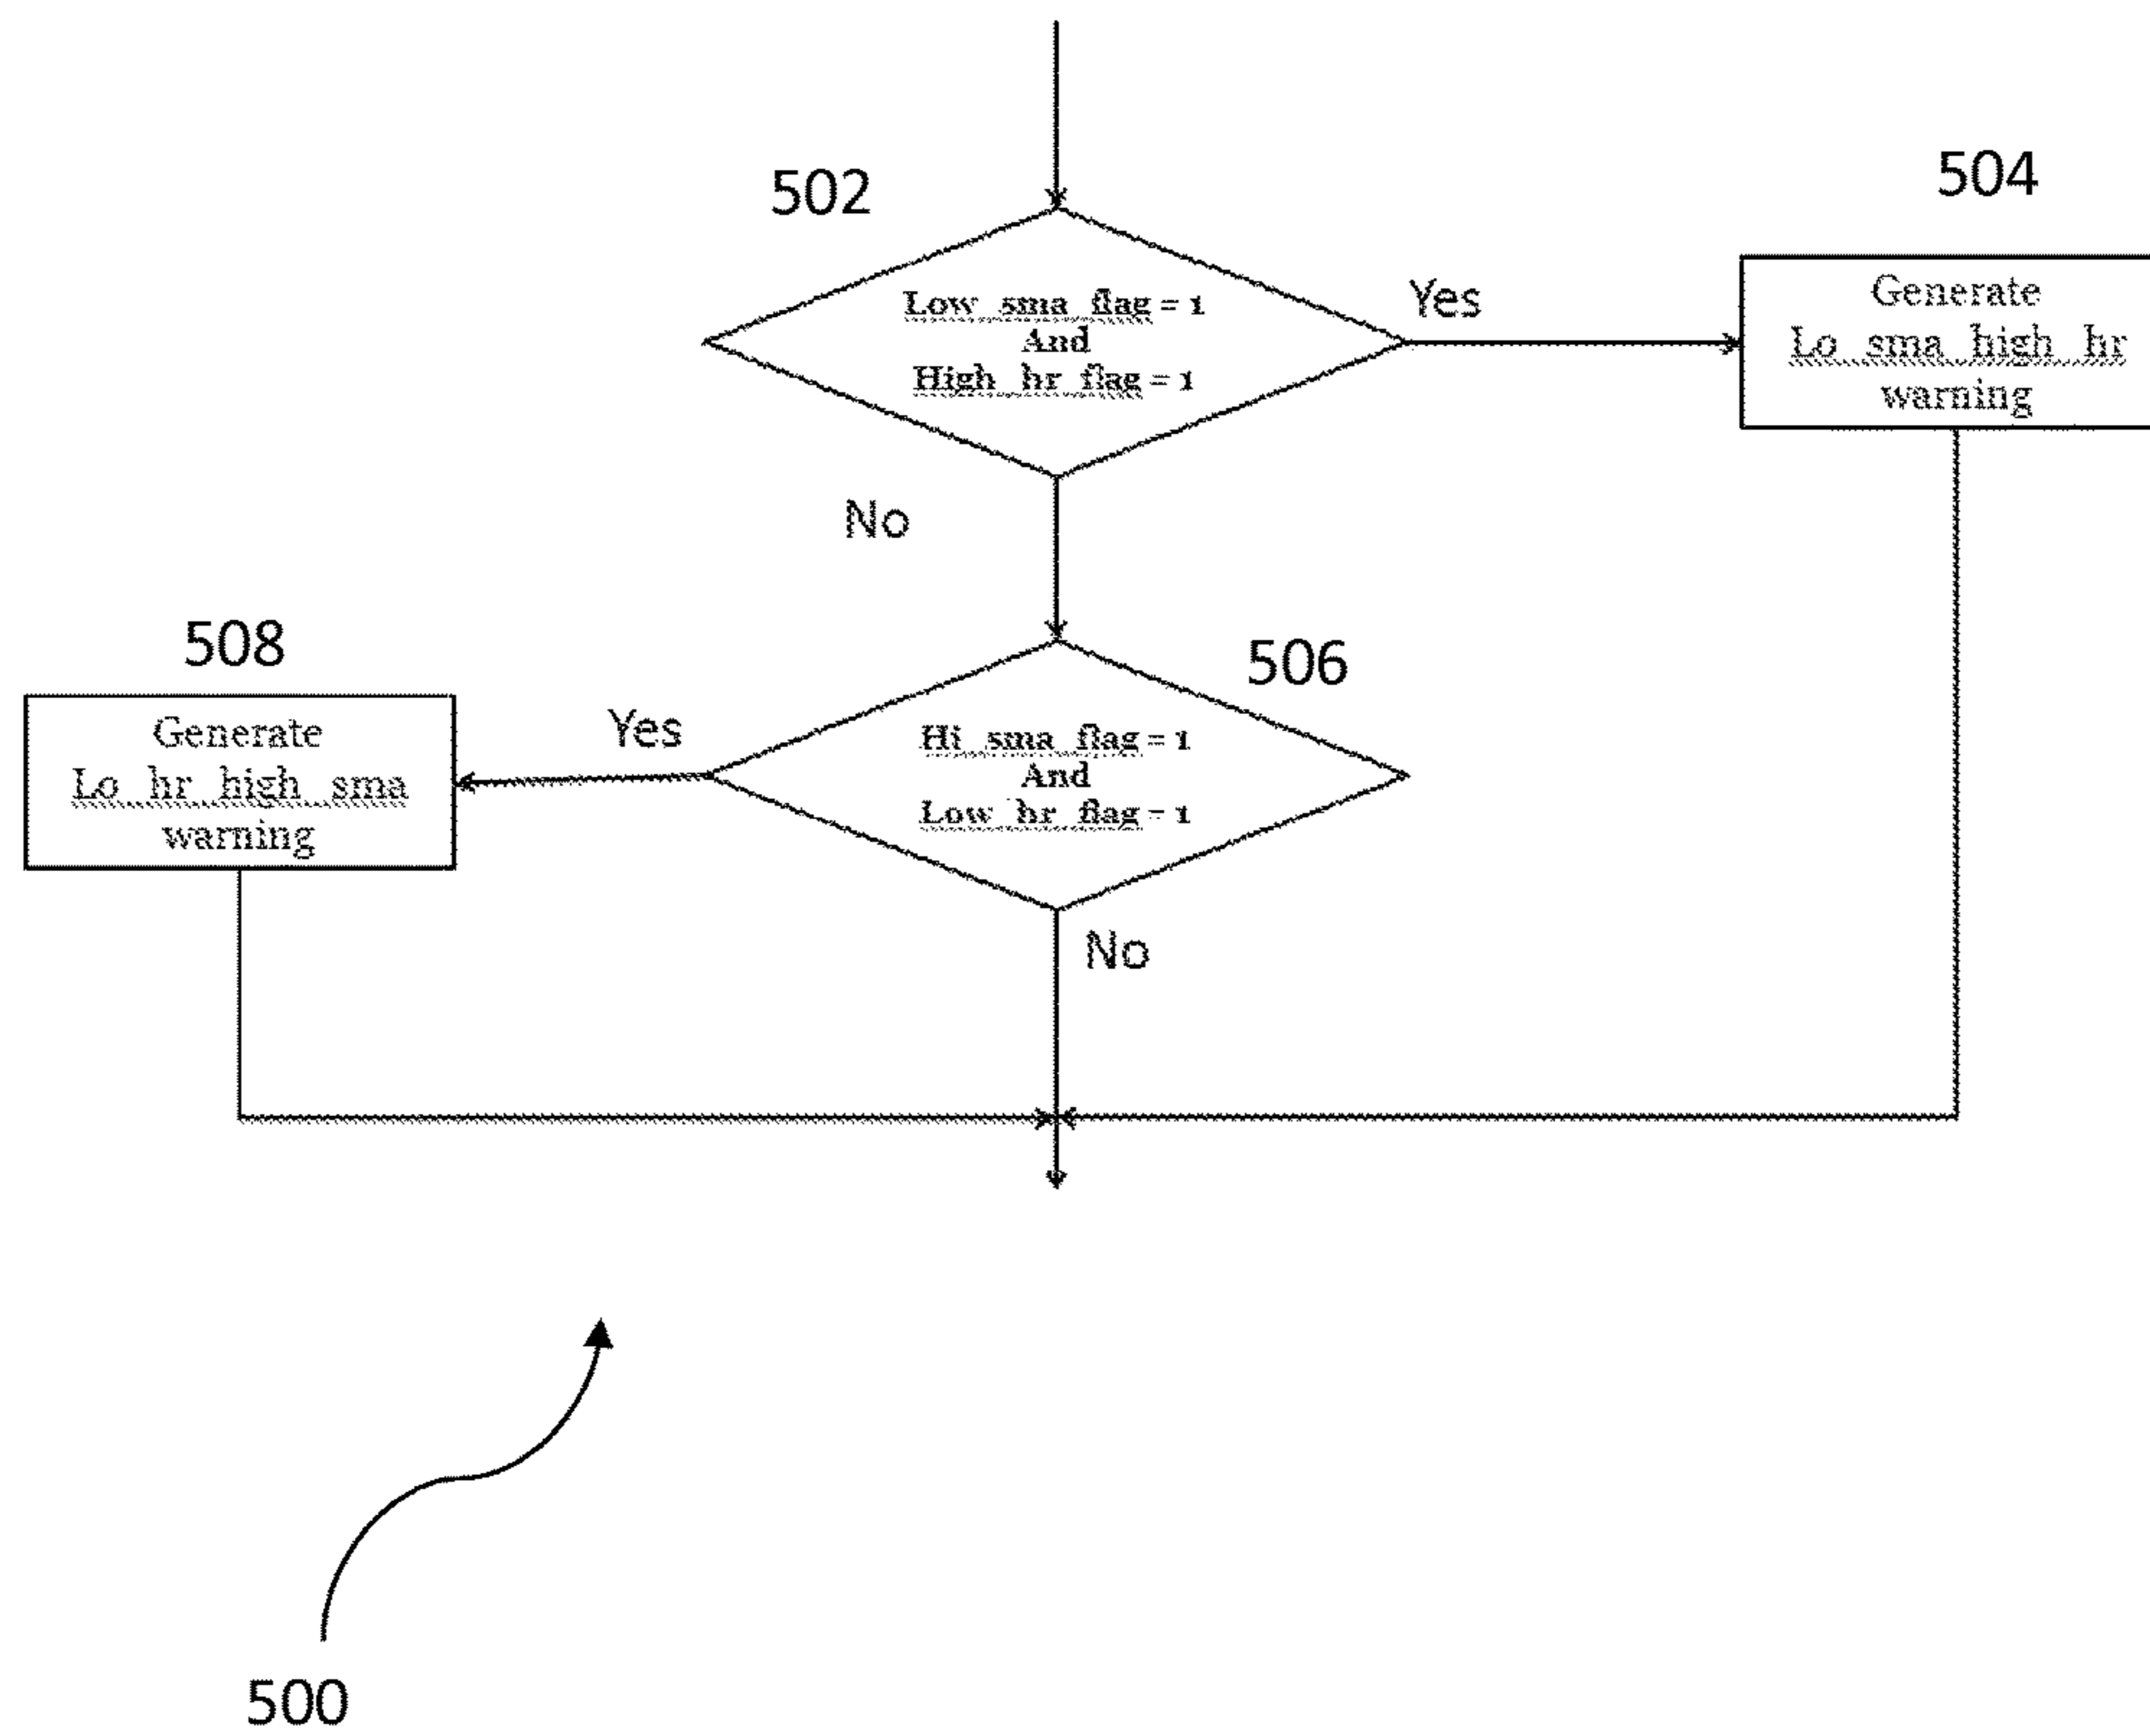 502
504
Low_sma_flag = 1
And
High_hr_flag = 1
Yes
Generate
Lo_sma_high_hr
warning
No
508
506
Generate
Lo_hr_high_sma
warning
Yes
Hi_sma_flag = 1
And
Low_hr_flag = 1
No
500